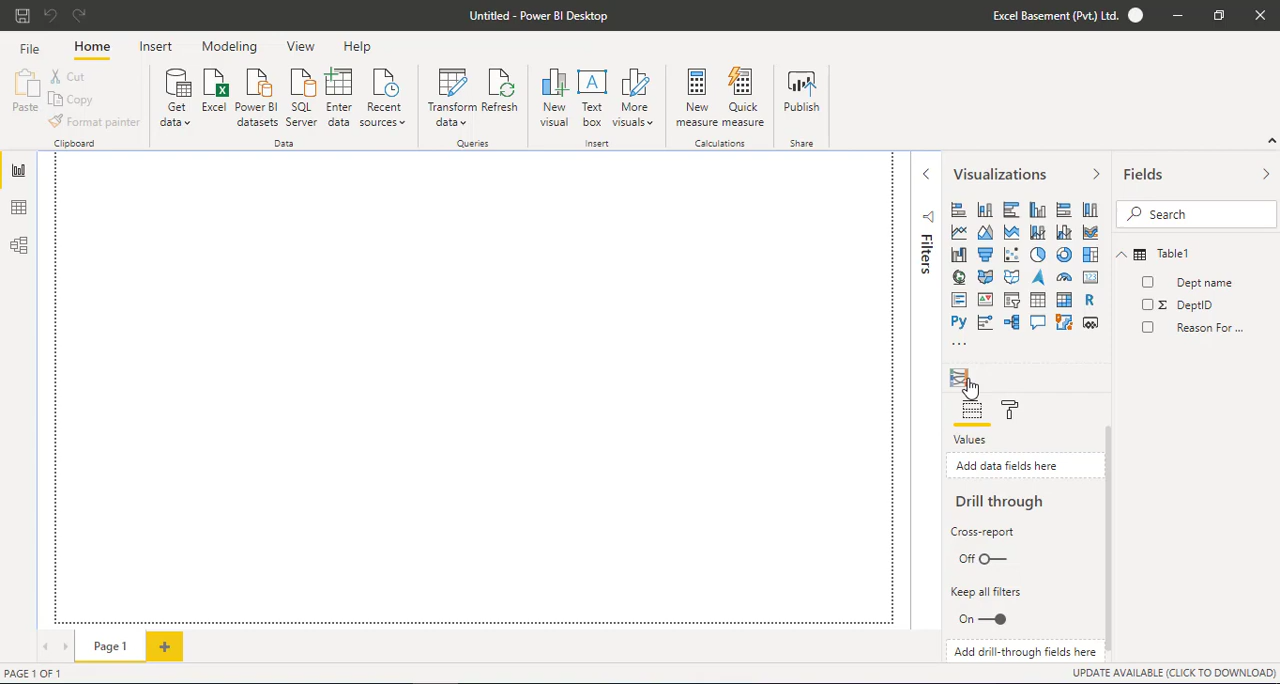 Untitled - Power BI Desktop
Excel Basement (Pvt.) Ltd.
File Home Insert Modeling View Help
Paste
Cut
Copy
Format painter
Clipboard
Get data
Excel
Power BI datasets
SQL Server
Enter data
Recent sources
Data
Transform data
Refresh
Queries
New visual
Text box
More visuals
Insert
New measure
Quick measure
Calculations
Publish
Share
Filters
Visualizations
123
R
Py
...
Values
Add data fields here
Drill through
Cross-report
Off
Keep all filters
On
Add drill-through fields here
Fields
Search
Table1
Dept name
Σ DeptID
Reason For ...
Page 1
+
PAGE 1 OF 1
UPDATE AVAILABLE (CLICK TO DOWNLOAD)